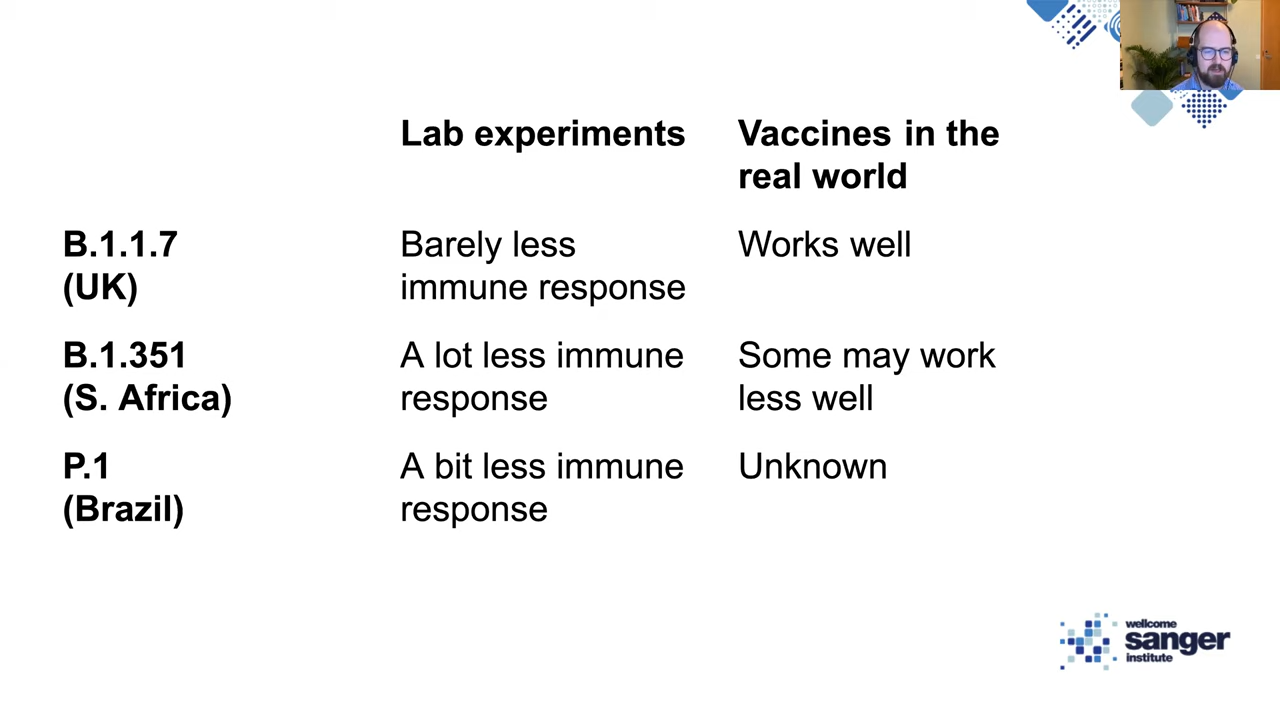 Lab experiments
Vaccines in the
real world
B.1.1.7
(UK)
Barely less
immune response
Works well
B.1.351
(S. Africa)
A lot less immune
response
Some may work
less well
P.1
(Brazil)
A bit less immune
response
Unknown
wellcome
sanger
institute